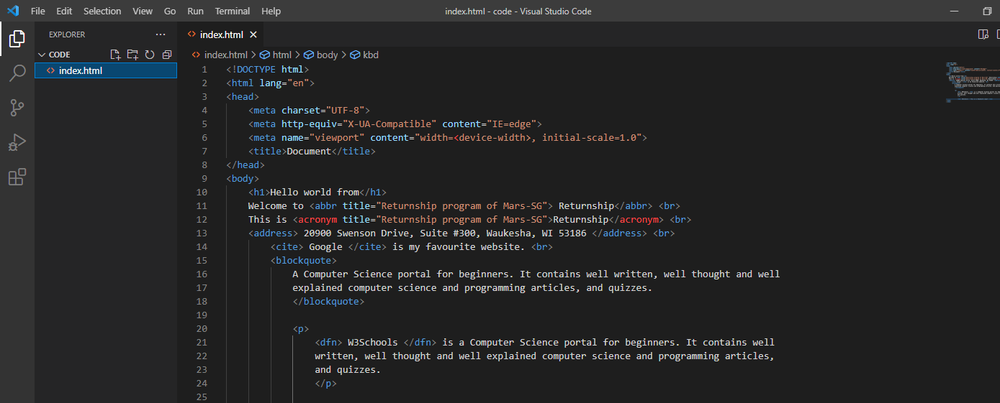 File Edit Selection View Go Run Terminal Help index.html - code - Visual Studio Code
EXPLORER ···
index.html
CODE
index.html
index.html > html > body > kbd
1 <!DOCTYPE html>
2 <html lang="en">
3 <head>
4 <meta charset="UTF-8">
5 <meta http-equiv="X-UA-Compatible" content="IE=edge">
6 <meta name="viewport" content="width=<device-width>, initial-scale=1.0">
7 <title>Document</title>
8 </head>
9 <body>
10 <h1>Hello world from</h1>
11 Welcome to <abbr title="Returnship program of Mars-SG"> Returnship</abbr> <br>
12 This is <acronym title="Returnship program of Mars-SG">Returnship</acronym> <br>
13 <address> 20900 Swenson Drive, Suite #300, Waukesha, WI 53186 </address> <br>
14 <cite> Google </cite> is my favourite website. <br>
15 <blockquote>
16 A Computer Science portal for beginners. It contains well written, well thought and well
17 explained computer science and programming articles, and quizzes.
18 </blockquote>
19
20 <p>
21 <dfn> W3Schools </dfn> is a Computer Science portal for beginners. It contains well
22 written, well thought and well explained computer science and programming articles,
23 and quizzes.
24 </p>
25